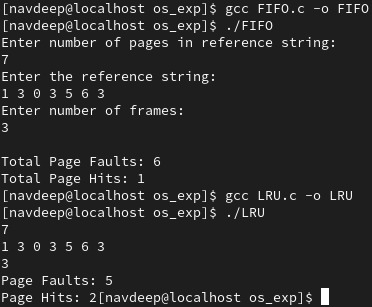 [navdeep@localhost os_exp]$ gcc FIFO.c -o FIFO
[navdeep@localhost os_exp]$ ./FIFO
Enter number of pages in reference string:
7
Enter the reference string:
1 3 0 3 5 6 3
Enter number of frames:
3

Total Page Faults: 6
Total Page Hits: 1
[navdeep@localhost os_exp]$ gcc LRU.c -o LRU
[navdeep@localhost os_exp]$ ./LRU
7
1 3 0 3 5 6 3
3
Page Faults: 5
Page Hits: 2[navdeep@localhost os_exp]$